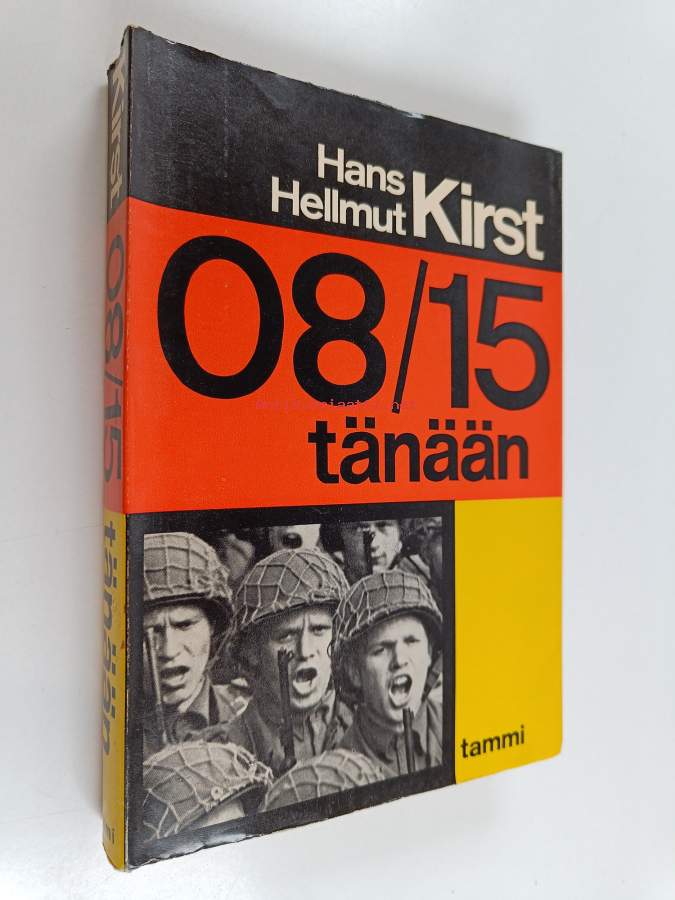 Hans
Hellmut Kirst
08/15
tänään
tammi
Kirst 08/15 tänään